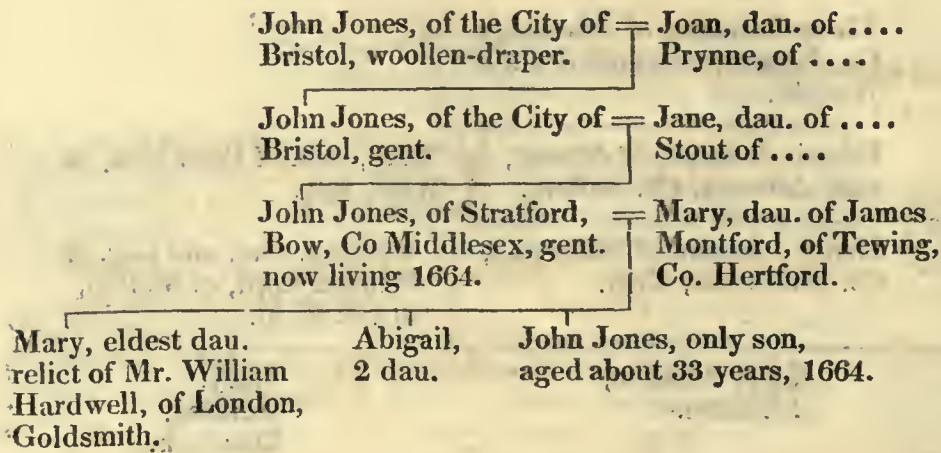 John Jones, of the City of = Joan, dau. of ....
Bristol, woollen-draper. Prynne, of ....
John Jones, of the City of = Jane, dau. of ....
Bristol, gent. Stout of ....
John Jones, of Stratford, = Mary, dau. of James
Bow, Co Middlesex, gent. Montford, of Tewing,
now living 1664. Co. Hertford.
Mary, eldest dau. Abigail, John Jones, only son,
relict of Mr. William 2 dau. aged about 33 years, 1664.
Hardwell, of London,
Goldsmith.